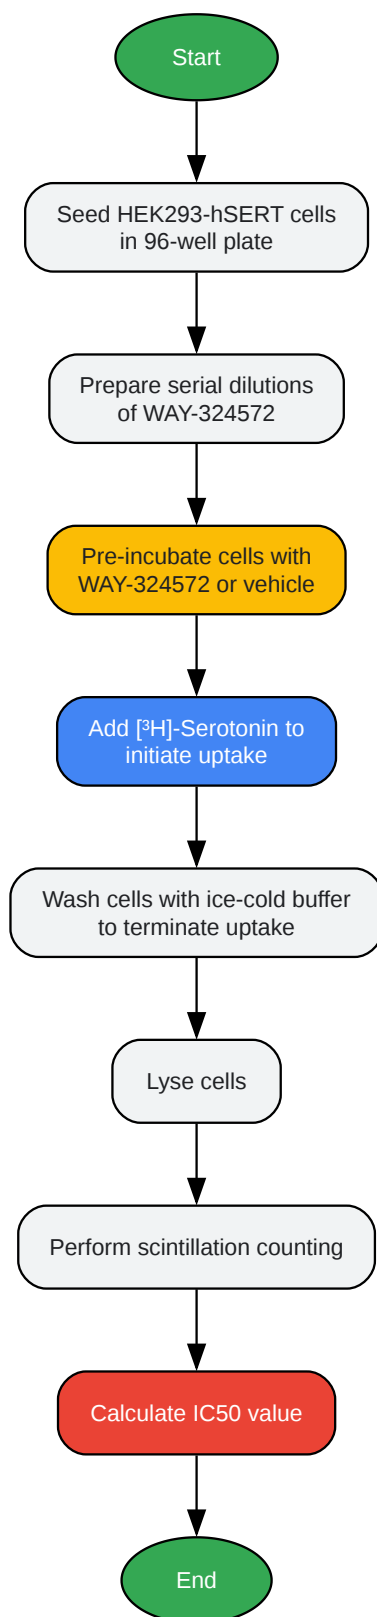 Start
Seed HEK293-hSERT cells
in 96-well plate
Prepare serial dilutions
of WAY-324572
Pre-incubate cells with
WAY-324572 or vehicle
Add [³H]-Serotonin to
initiate uptake
Wash cells with ice-cold buffer
to terminate uptake
Lyse cells
Perform scintillation counting
Calculate IC50 value
End